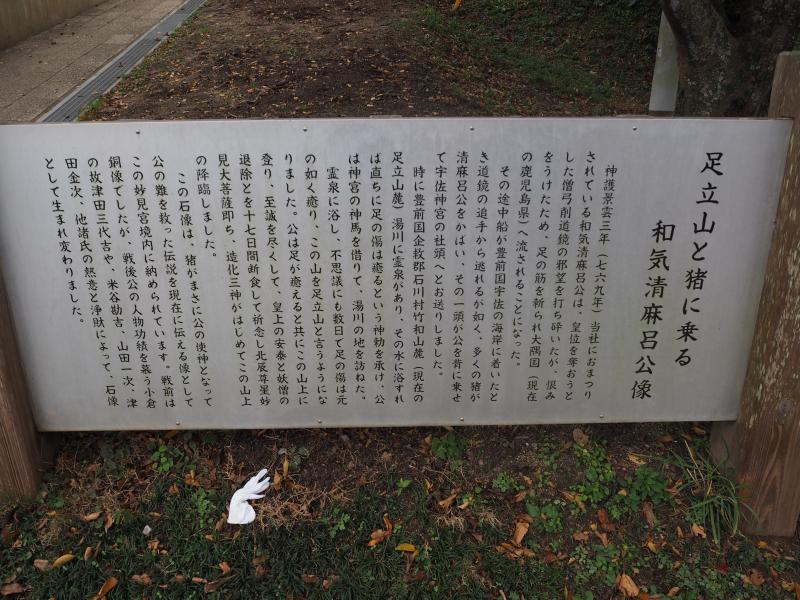 足立山と猪に乗る
和気清麻呂公像
神護景雲三年（七六九年）当社におまつり
されている和気清麻呂公は、皇位を奪おうと
した僧弓削道鏡の邪望を打ち砕いたが、恨み
をうけたため、足の筋を斬られ大隅国（現在
の鹿児島県）へ流されることになった。
その途中船が豊前国宇佐の海岸に着いたと
き道鏡の追手から逃れるが如く、多くの猪が
清麻呂公をかばい、その一頭が公を背に乗せ
て宇佐神宮の社頭へとお送りしました。
時に豊前国企救郡石川村竹和山麓（現在の
足立山麓）湯川に霊泉があり、その水に浴すれ
ば直ちに足の傷は癒るという神勅を承け、公
は神宮の神馬を借りて、湯川の地を訪ねた。
霊泉に浴し、不思議にも数日で足の傷は元
の如く癒り、この山を足立山と言うようにな
りました。公は足が癒えると共にこの山上に
登り、至誠を尽くして、皇上の安泰と妖僧の
退除とを十七日間断食して祈念し北辰尊星妙
見大菩薩即ち、造化三神がはじめてこの山上
の降臨しました。
この石像は、猪がまさに公の使神となって
公の難を救った伝説を現在に伝える像として
この妙見宮境内に納められています。戦前は
銅像でしたが、戦後公の人物功績を慕う小倉
の故津田三代吉や、米谷勘吉、山田一次、津
田金次、他諸氏の熱意と浄財によって、石像
として生まれ変わりました。